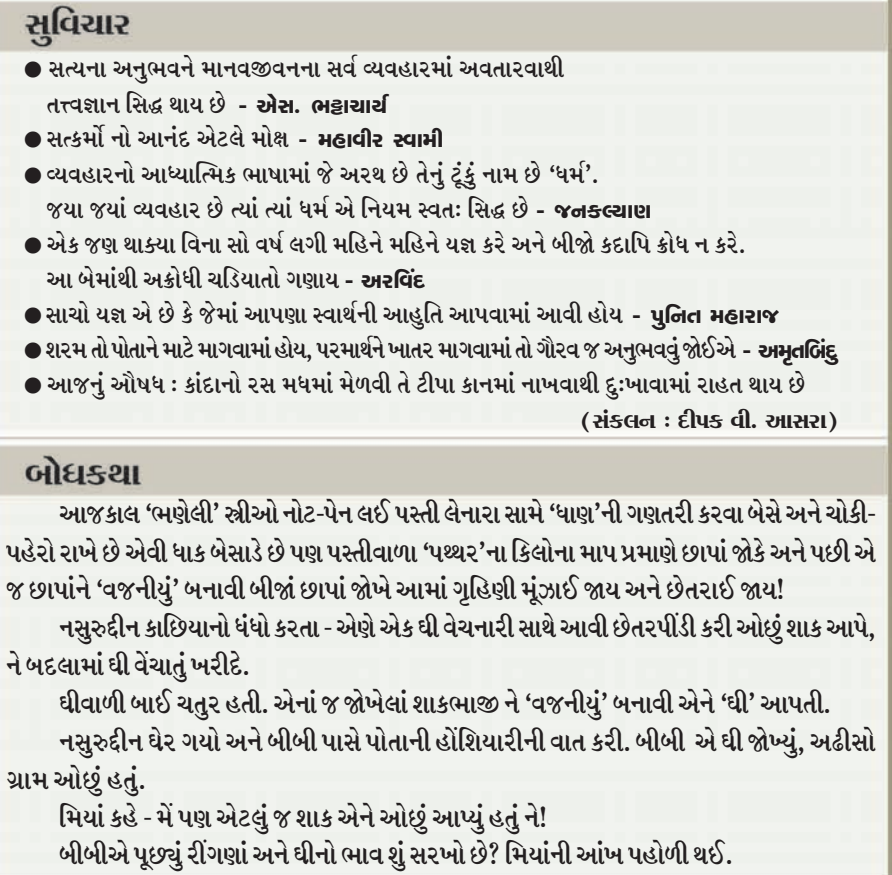 સુવિચાર
● સત્યના અનુભવને માનવજીવનના સર્વ વ્યવહારમાં અવતારવાથી
તત્ત્વજ્ઞાન સિદ્ધ થાય છે - એસ. ભટ્ટાચાર્ય
● સત્કર્મો નો આનંદ એટલે મોક્ષ - મહાવીર સ્વામી
● વ્યવહારનો આધ્યાત્મિક ભાષામાં જે અરથ છે તેનું ટૂંકું નામ છે ‘ધર્મ’.
જયા જયાં વ્યવહાર છે ત્યાં ત્યાં ધર્મ એ નિયમ સ્વતઃ સિદ્ધ છે - જનકલ્યાણ
● એક જણ થાક્યા વિના સો વર્ષ લગી મહિને મહિને યજ્ઞ કરે અને બીજો કદાપિ ક્રોધ ન કરે.
આ બેમાંથી અક્રોધી ચડિયાતો ગણાય - અરવિંદ
● સાચો યજ્ઞ એ છે કે જેમાં આપણા સ્વાર્થની આહુતિ આપવામાં આવી હોય - પુનિત મહારાજ
● શરમ તો પોતાને માટે માગવામાં હોય, પરમાર્થને ખાતર માગવામાં તો ગૌરવ જ અનુભવવું જોઈએ - અમૃતબિંદુ
● આજનું ઔષધ : કાંદાનો રસ મધમાં મેળવી તે ટીપા કાનમાં નાખવાથી દુઃખાવામાં રાહત થાય છે
(સંકલન : દીપક વી. આસરા)
બોધકથા
આજકાલ ‘ભણેલી’ સ્ત્રીઓ નોટ-પેન લઈ પસ્તી લેનારા સામે ‘ધાણ’ની ગણતરી કરવા બેસે અને ચોકી-
પહેરો રાખે છે એવી ધાક બેસાડે છે પણ પસ્તીવાળા ‘પથ્થર’ના કિલોના માપ પ્રમાણે છાપાં જોકે અને પછી એ
જ છાપાંને ‘વજનીયું’ બનાવી બીજાં છાપાં જોખે આમાં ગૃહિણી મૂંઝાઈ જાય અને છેતરાઈ જાય!
નસુરુદ્દીન કાછિયાનો ધંધો કરતા - એણે એક ઘી વેચનારી સાથે આવી છેતરપીંડી કરી ઓછું શાક આપે,
ને બદલામાં ઘી વેંચાતું ખરીદે.
ઘીવાળી બાઈ ચતુર હતી. એનાં જ જોખેલાં શાકભાજી ને ‘વજનીયું’ બનાવી એને ‘ઘી’ આપતી.
નસુરુદ્દીન ઘેર ગયો અને બીબી પાસે પોતાની હોંશિયારીની વાત કરી. બીબી એ ઘી જોખ્યું, અઢીસો
ગ્રામ ઓછું હતું.
મિયાં કહે - મેં પણ એટલું જ શાક એને ઓછું આપ્યું હતું ને!
બીબીએ પૂછ્યું રીંગણાં અને ઘીનો ભાવ શું સરખો છે? મિયાંની આંખ પહોળી થઈ.